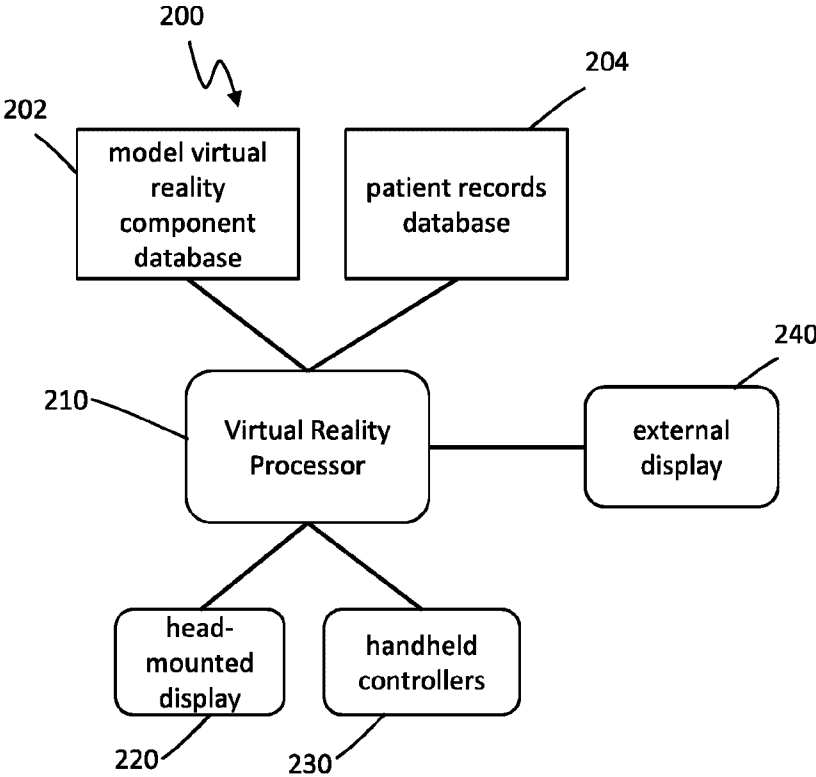 200
204
202
model virtual
reality
component
database
patient records
database
240
210
Virtual Reality
Processor
external
display
head-
mounted
display
handheld
controllers
220
230